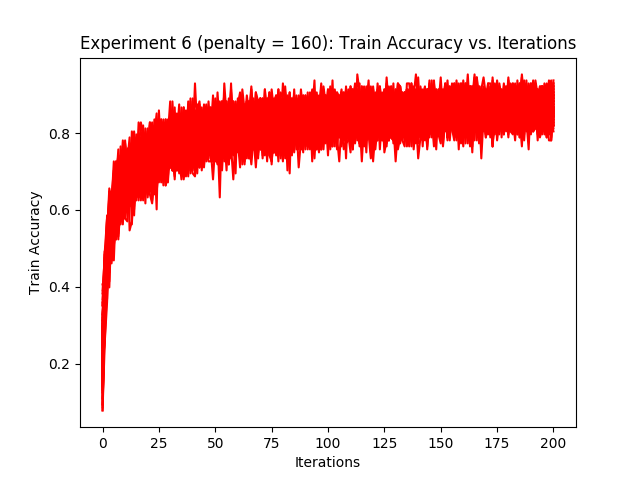 Experiment 6 (penalty = 160): Train Accuracy vs. Iterations
Train Accuracy
0.8
0.6
0.4
0.2
0 25 50 75 100 125 150 175 200
Iterations